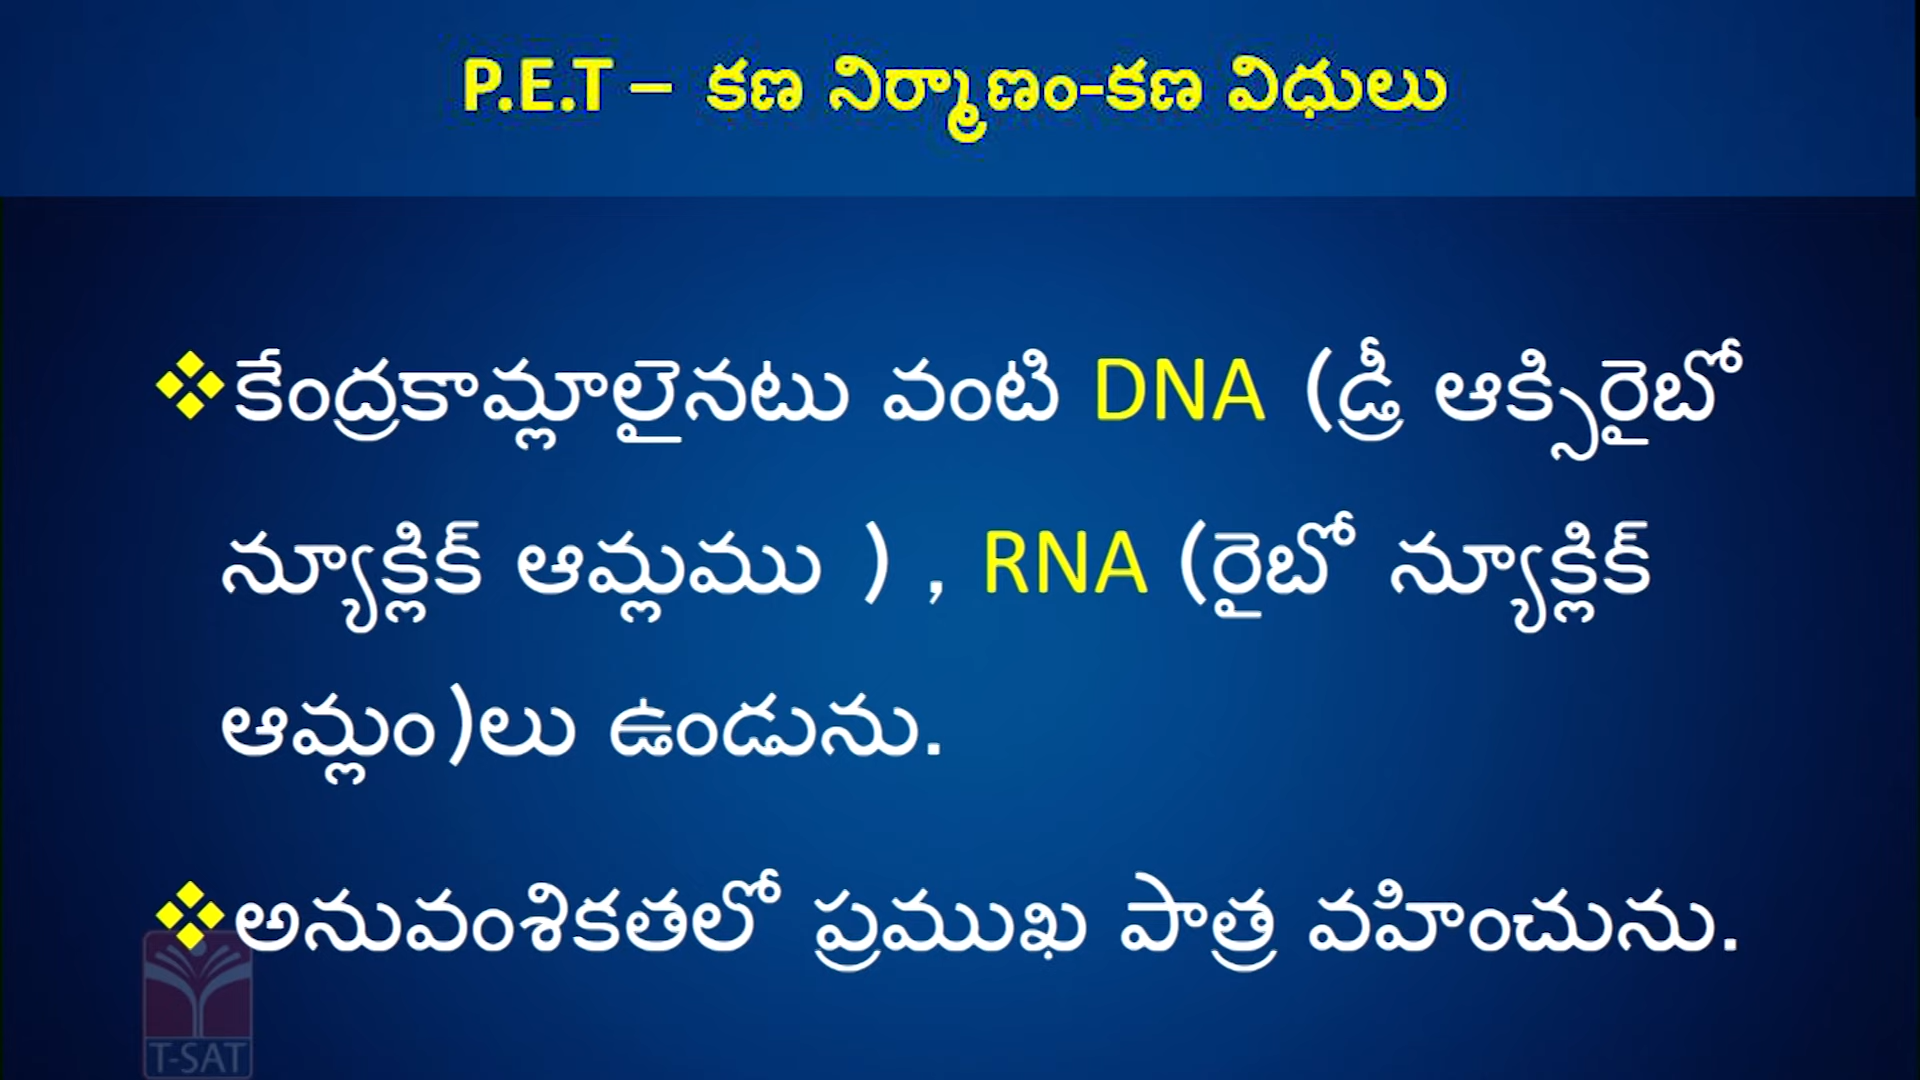 P.E.T – కణ నిర్మాణం-కణ విధులు
❖కేంద్రకామ్లాలైనటు వంటి DNA (డ్రీ ఆక్సిరైబో
న్యూక్లిక్ ఆమ్లము ) , RNA (రైబో న్యూక్లిక్
ఆమ్లం)లు ఉండును.
❖అనువంశికతలో ప్రముఖ పాత్ర వహించును.
T-SAT